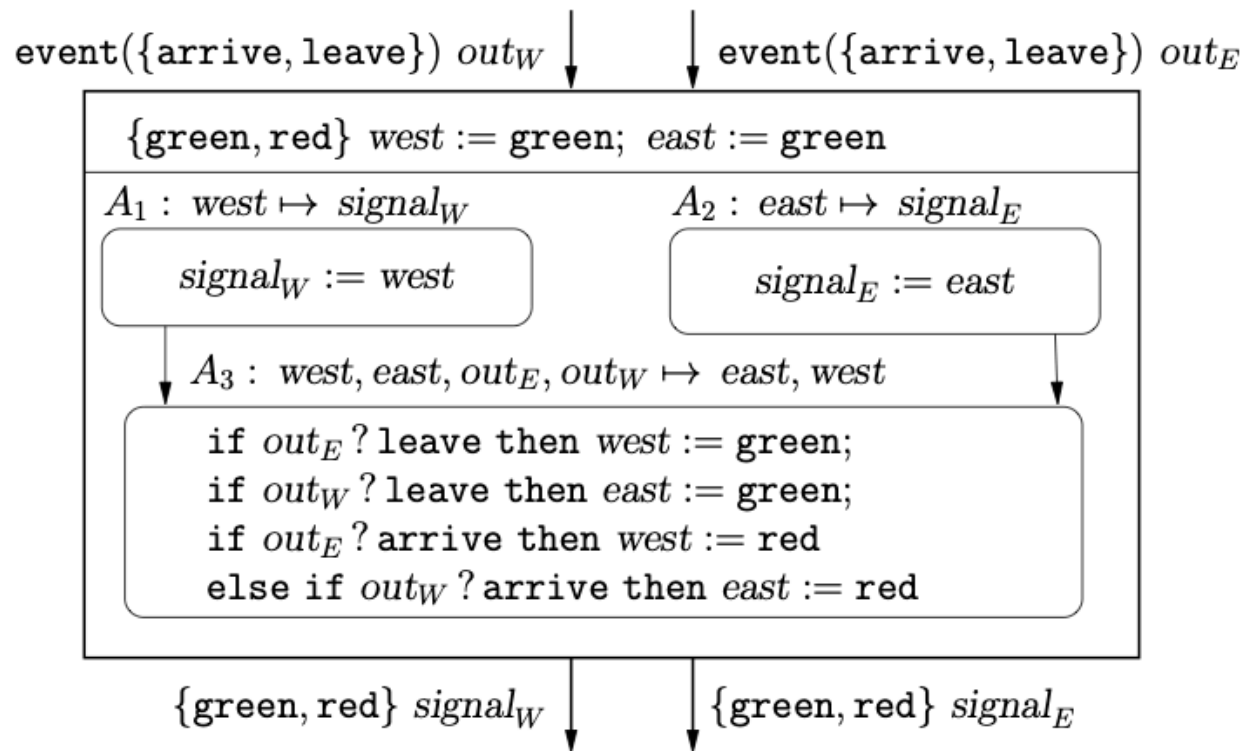 event({arrive, leave}) out_W event({arrive, leave}) out_E
{green, red} west := green; east := green
A_1 : west ↦ signal_W A_2 : east ↦ signal_E
signal_W := west signal_E := east
A_3 : west, east, out_E, out_W ↦ east, west
if out_E ? leave then west := green;
if out_W ? leave then east := green;
if out_E ? arrive then west := red
else if out_W ? arrive then east := red
{green, red} signal_W {green, red} signal_E